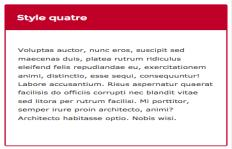 Style quatre
Voluptas auctor, nunc eros, suscipit sed
maecenas duis, platea rutrum ridiculus
eleifend felis repudiandae eu, exercitationem
animi, distinctio, esse sequi, consequuntur!
Labore accusantium. Risus aspernatur quaerat
facilisis do officiis corrupti nec blandit vitae
sed litora per rutrum facilisi. Mi porttitor,
semper irure proin architecto, animi?
Architecto habitasse optio. Nobis wisi.